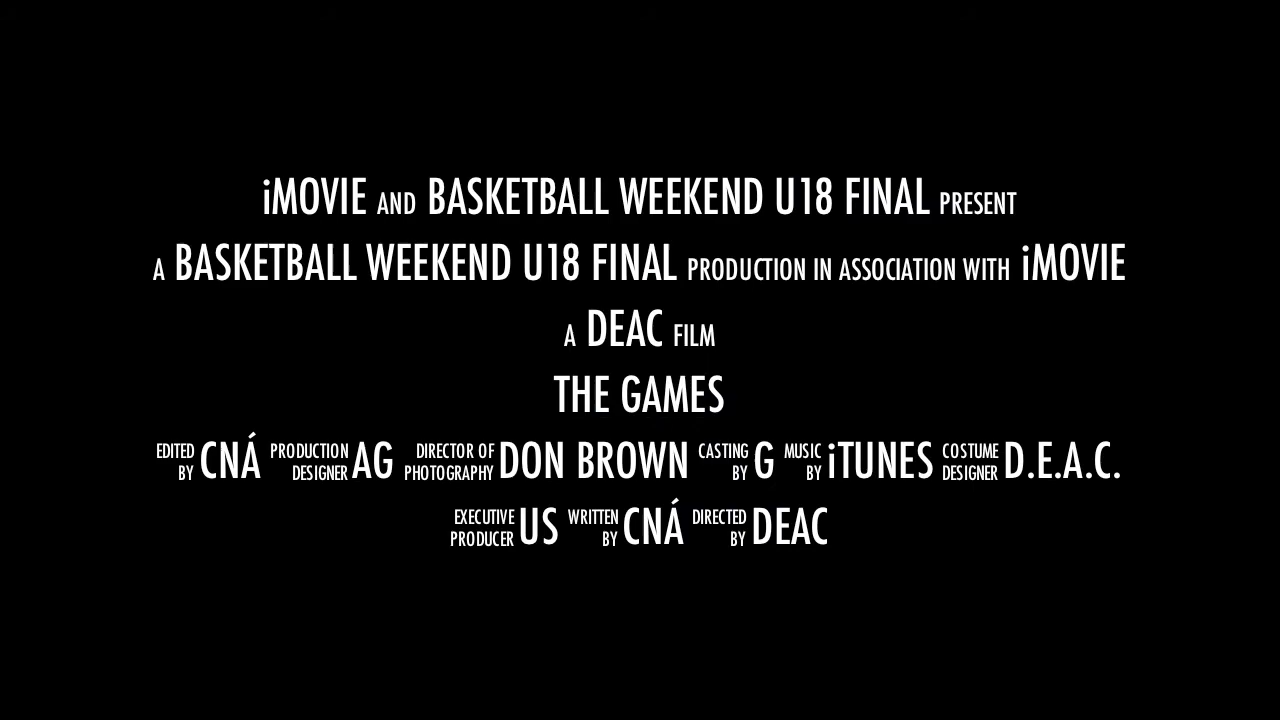 iMOVIE AND BASKETBALL WEEKEND U18 FINAL PRESENT
A BASKETBALL WEEKEND U18 FINAL PRODUCTION IN ASSOCIATION WITH iMOVIE
A DEAC FILM
THE GAMES
EDITED BY CNÁ PRODUCTION DESIGNER AG DIRECTOR OF PHOTOGRAPHY DON BROWN CASTING BY G MUSIC BY iTUNES COSTUME DESIGNER D.E.A.C.
EXECUTIVE PRODUCER US WRITTEN BY CNÁ DIRECTED BY DEAC